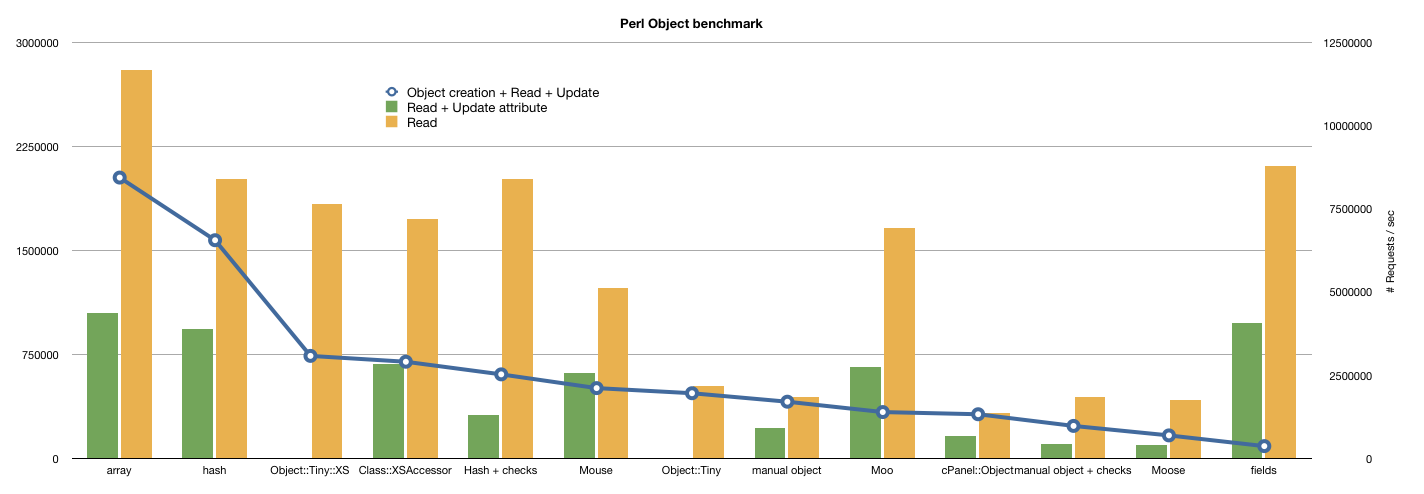 Perl Object benchmark
3000000
12500000
Object creation + Read + Update
Read + Update attribute
Read
10000000
2250000
7500000
1500000
# Requests / sec
5000000
750000
2500000
0
0
array hash Object::Tiny::XS Class::XSAccessor Hash + checks Mouse Object::Tiny manual object Moo cPanel::Object manual object + checks Moose fields